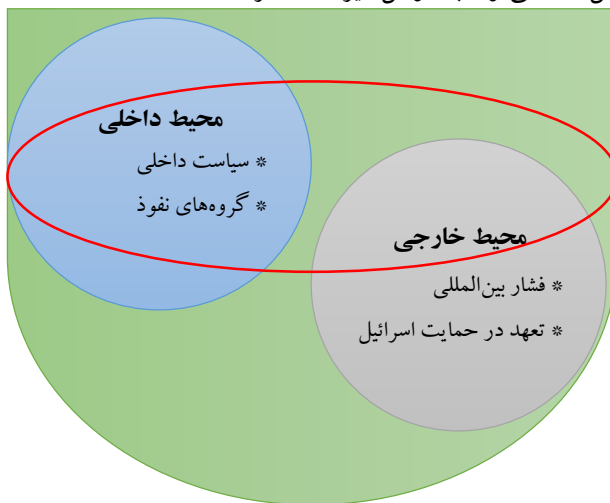 محیط داخلی
* سیاست داخلی
* گروه‌های نفوذ
محیط خارجی
* فشار بین‌المللی
* تعهد در حمایت اسرائیل